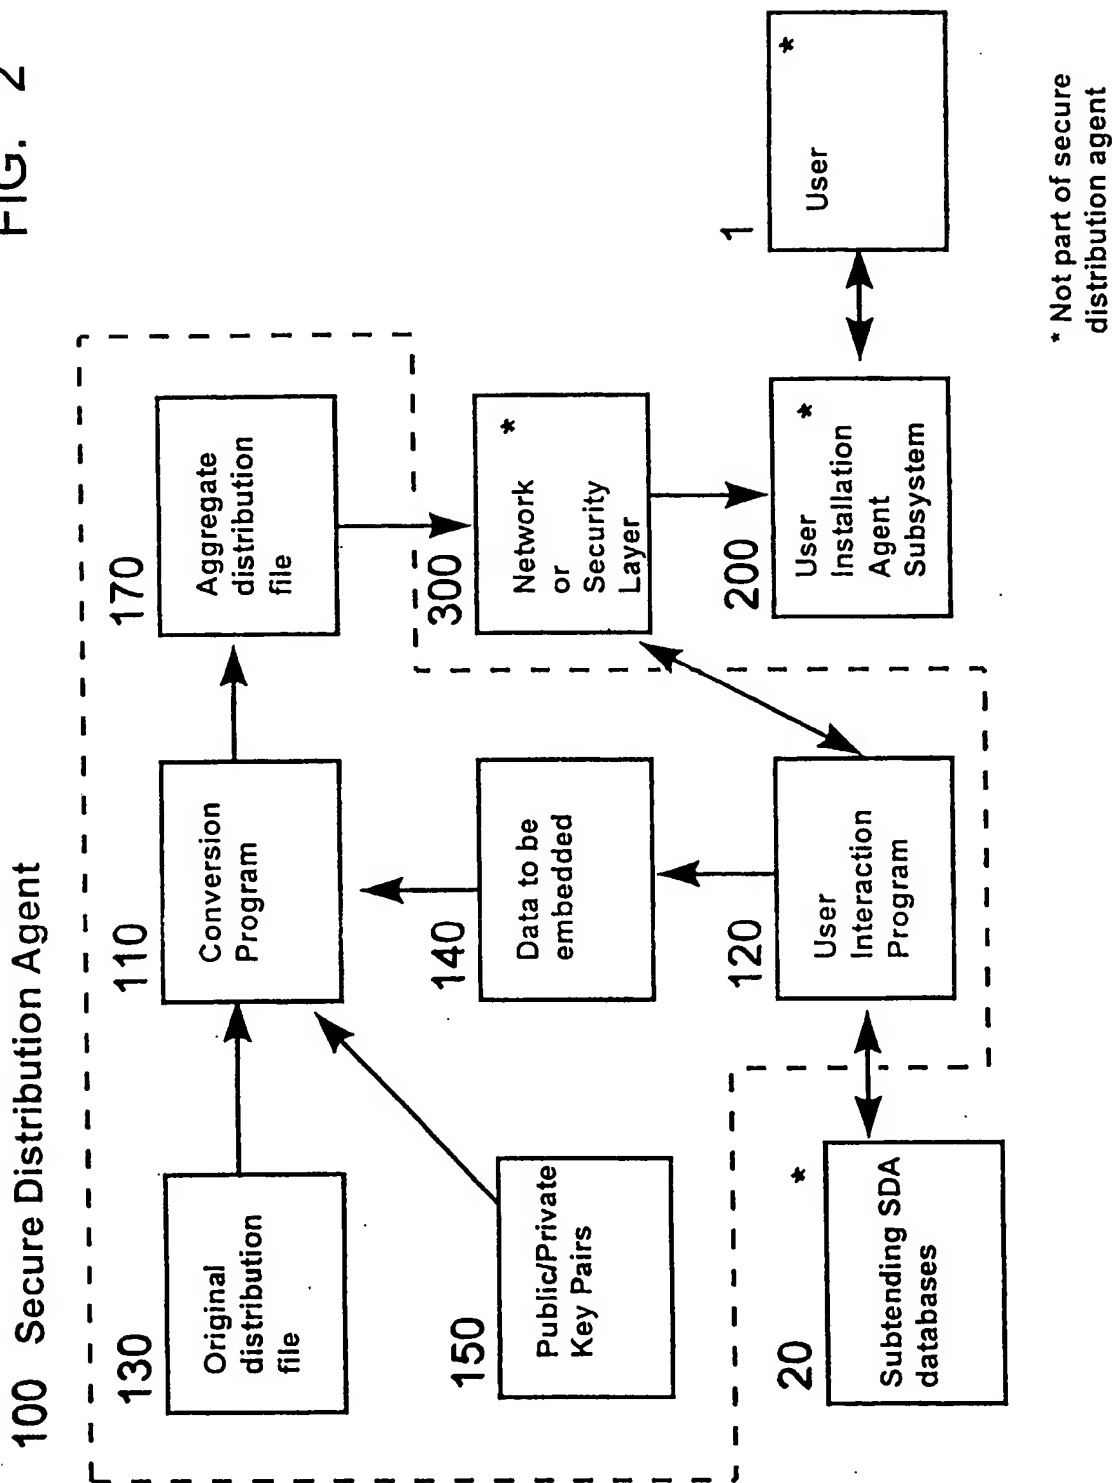 FIG. 2
100 Secure Distribution Agent
130
Original
distribution
file
110
Conversion
Program
170
Aggregate
distribution
file
150
Public/Private
Key Pairs
140
Data to be
embedded
300
Network *
or
Security
Layer
20
*
Subtending SDA
databases
120
User
Interaction
Program
200
User *
Installation
Agent
Subsystem
1
User
*
* Not part of secure
distribution agent